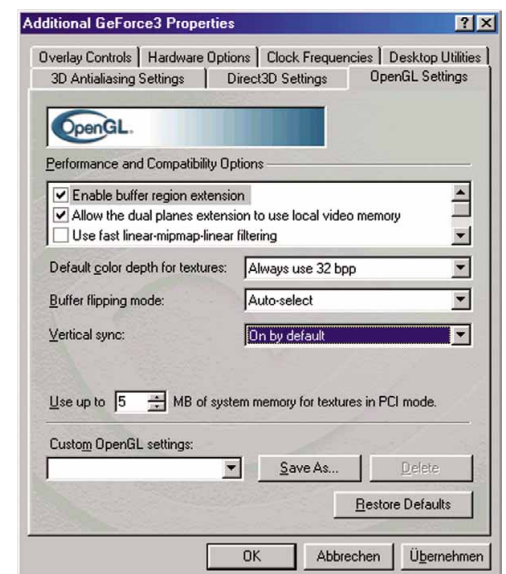 Additional GeForce3 Properties
Overlay Controls Hardware Options Clock Frequencies Desktop Utilities
3D Antialiasing Settings Direct3D Settings OpenGL Settings
OpenGL.
Performance and Compatibility Options
Enable buffer region extension
Allow the dual planes extension to use local video memory
Use fast linear-mipmap-linear filtering
Default color depth for textures: Always use 32 bpp
Buffer flipping mode: Auto-select
Vertical sync: On by default
Use up to 5 MB of system memory for textures in PCI mode.
Custom OpenGL settings:
Save As... Delete
Restore Defaults
OK Abbrechen Übernehmen